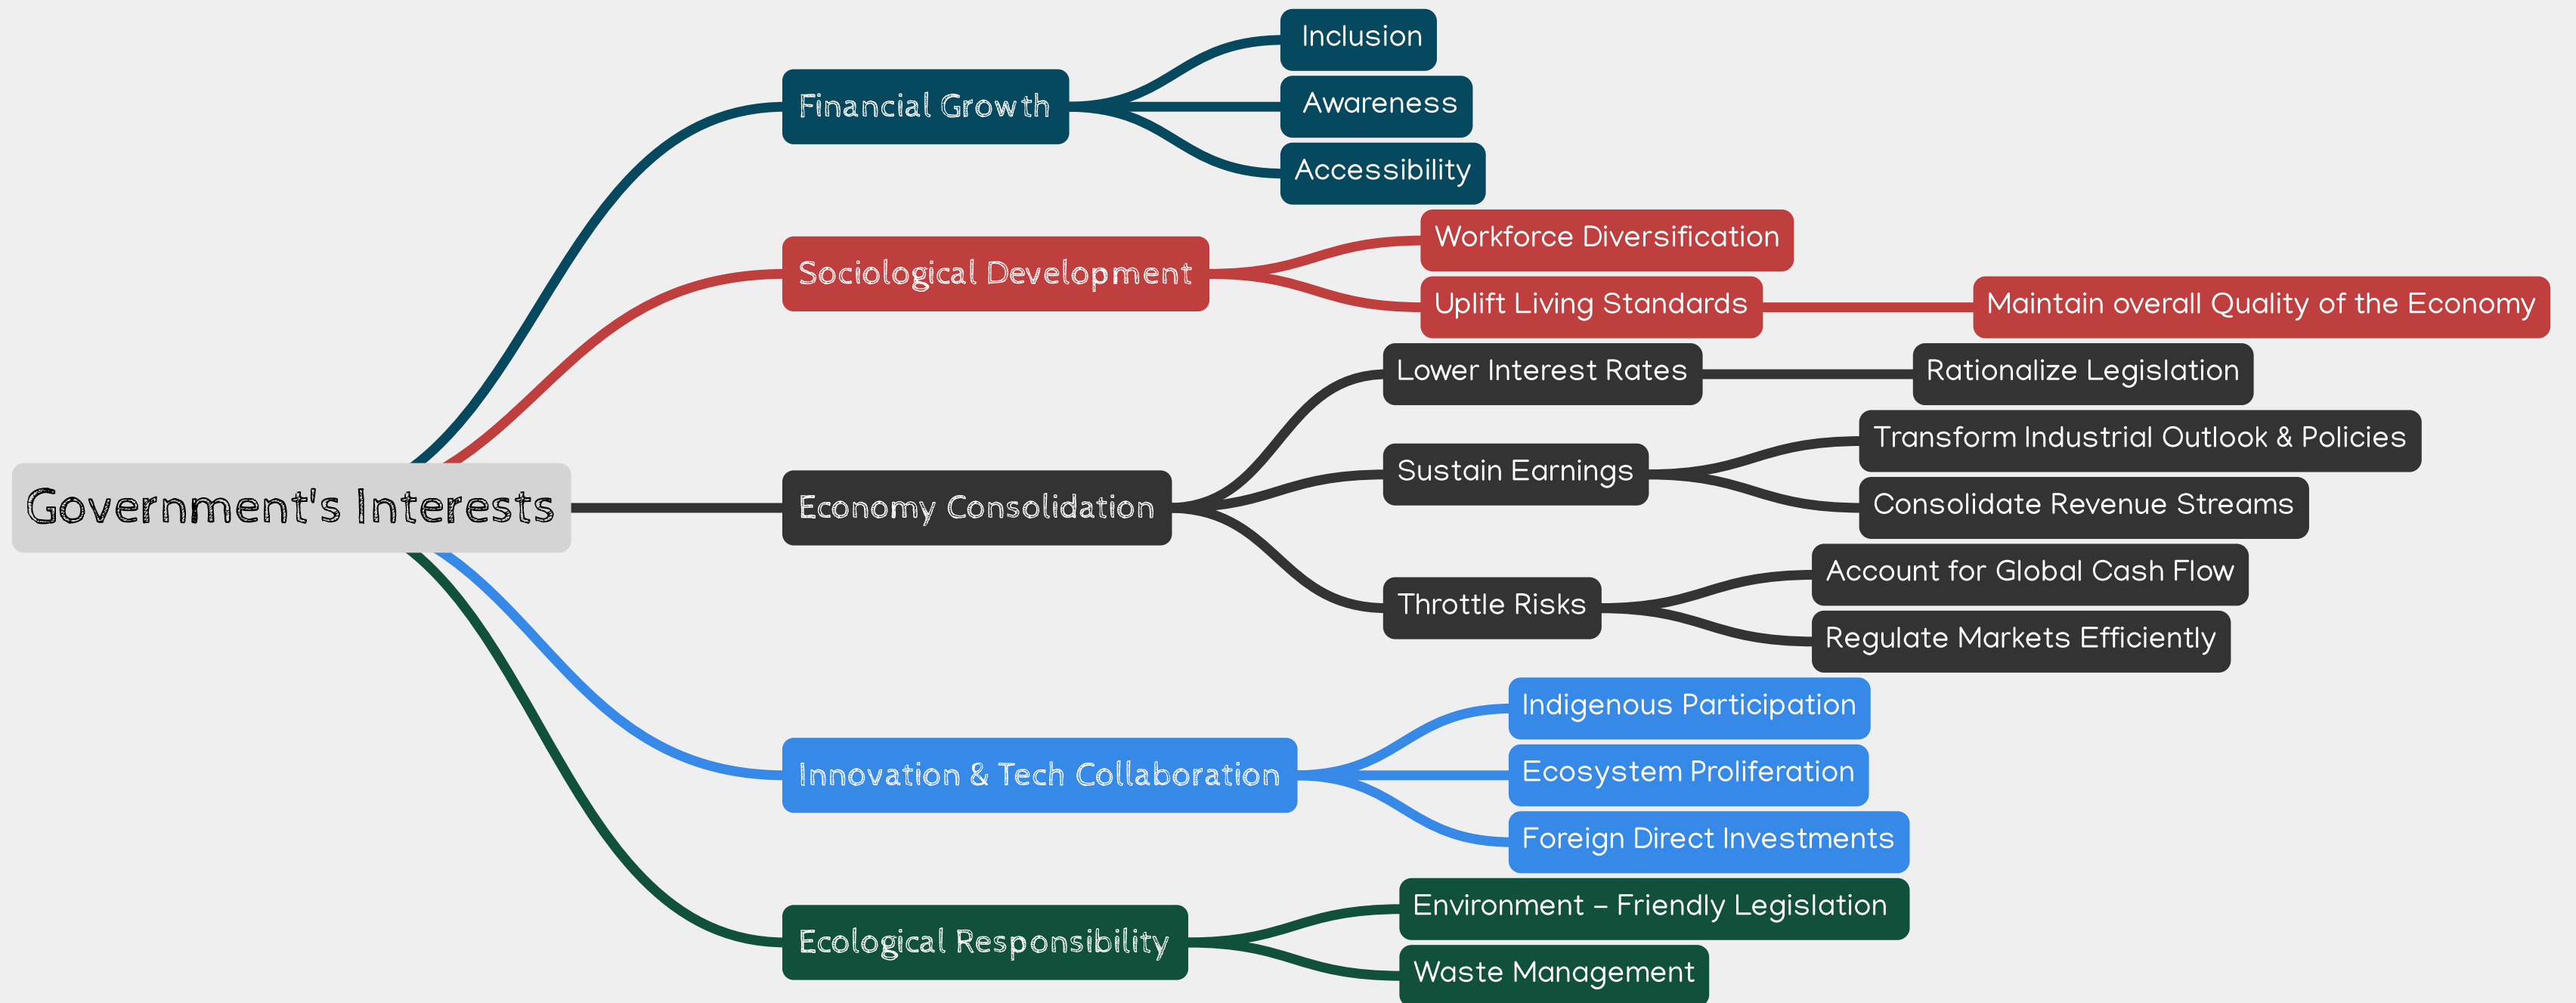 Government's Interests
Financial Growth
Inclusion
Awareness
Accessibility
Sociological Development
Workforce Diversification
Uplift Living Standards
Maintain overall Quality of the Economy
Economy Consolidation
Lower Interest Rates
Rationalize Legislation
Sustain Earnings
Transform Industrial Outlook & Policies
Consolidate Revenue Streams
Throttle Risks
Account for Global Cash Flow
Regulate Markets Efficiently
Innovation & Tech Collaboration
Indigenous Participation
Ecosystem Proliferation
Foreign Direct Investments
Ecological Responsibility
Environment - Friendly Legislation
Waste Management